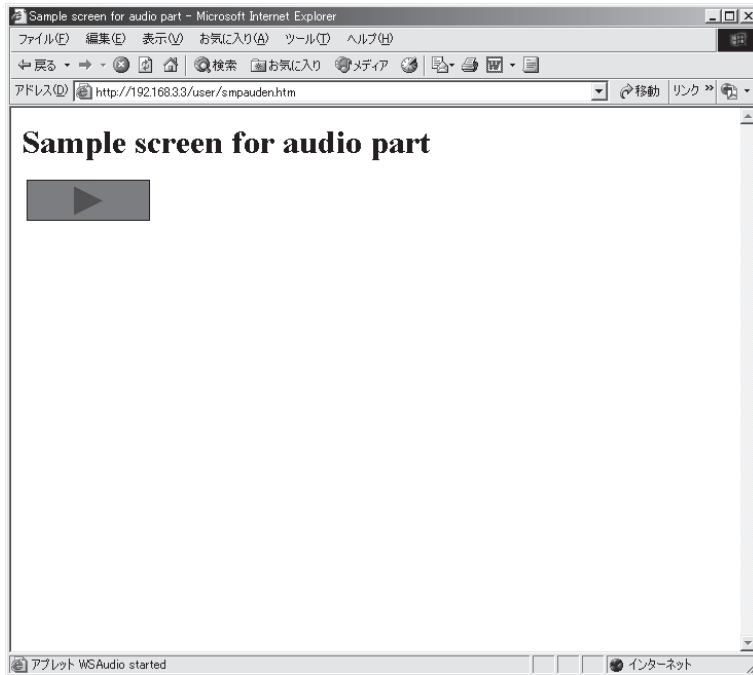 Sample screen for audio part - Microsoft Internet Explorer
ファイル(F) 編集(E) 表示(V) お気に入り(A) ツール(T) ヘルプ(H)
戻る 検索 お気に入り メディア
アドレス(D) http://192.168.3.3/user/smpauden.htm 移動 リンク »
Sample screen for audio part
アプレット WSAudio started インターネット